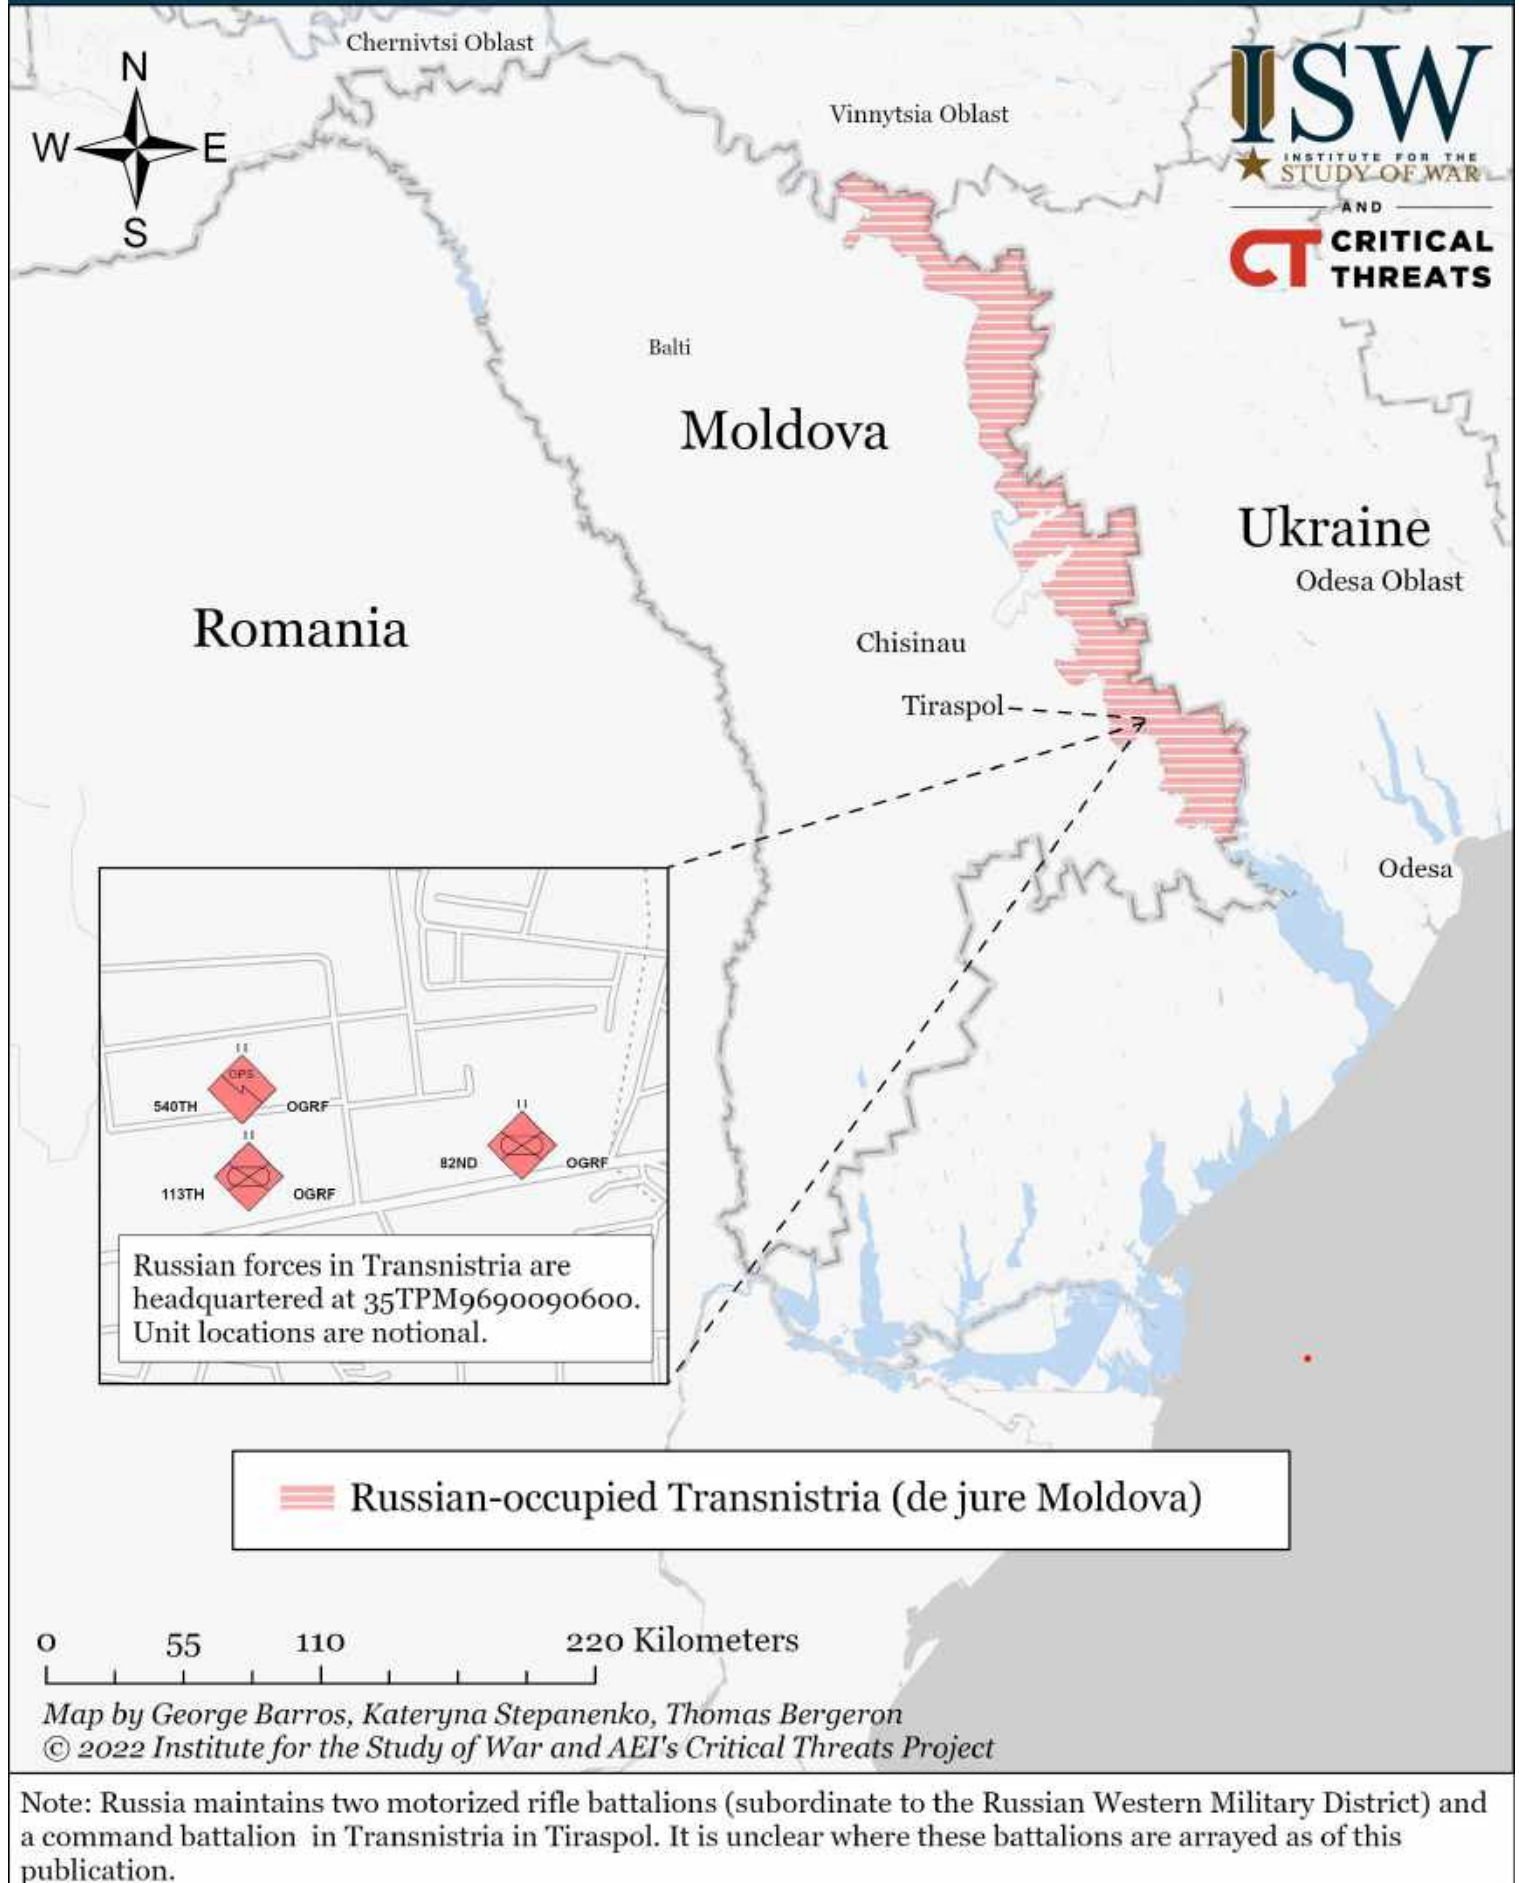 Chernivtsi Oblast
N
W
E
S
Vinnytsia Oblast
ISW
INSTITUTE FOR THE
STUDY OF WAR
AND
CT CRITICAL
THREATS
Balti
Moldova
Ukraine
Odesa Oblast
Romania
Chisinau
Tiraspol
Odesa
II
OPS
540TH
OGRF
II
113TH
OGRF
II
82ND
OGRF
Russian forces in Transnistria are
headquartered at 35TPM9690090600.
Unit locations are notional.
Russian-occupied Transnistria (de jure Moldova)
0 55 110 220 Kilometers
Map by George Barros, Kateryna Stepanenko, Thomas Bergeron
© 2022 Institute for the Study of War and AEI's Critical Threats Project
Note: Russia maintains two motorized rifle battalions (subordinate to the Russian Western Military District) and
a command battalion in Transnistria in Tiraspol. It is unclear where these battalions are arrayed as of this
publication.